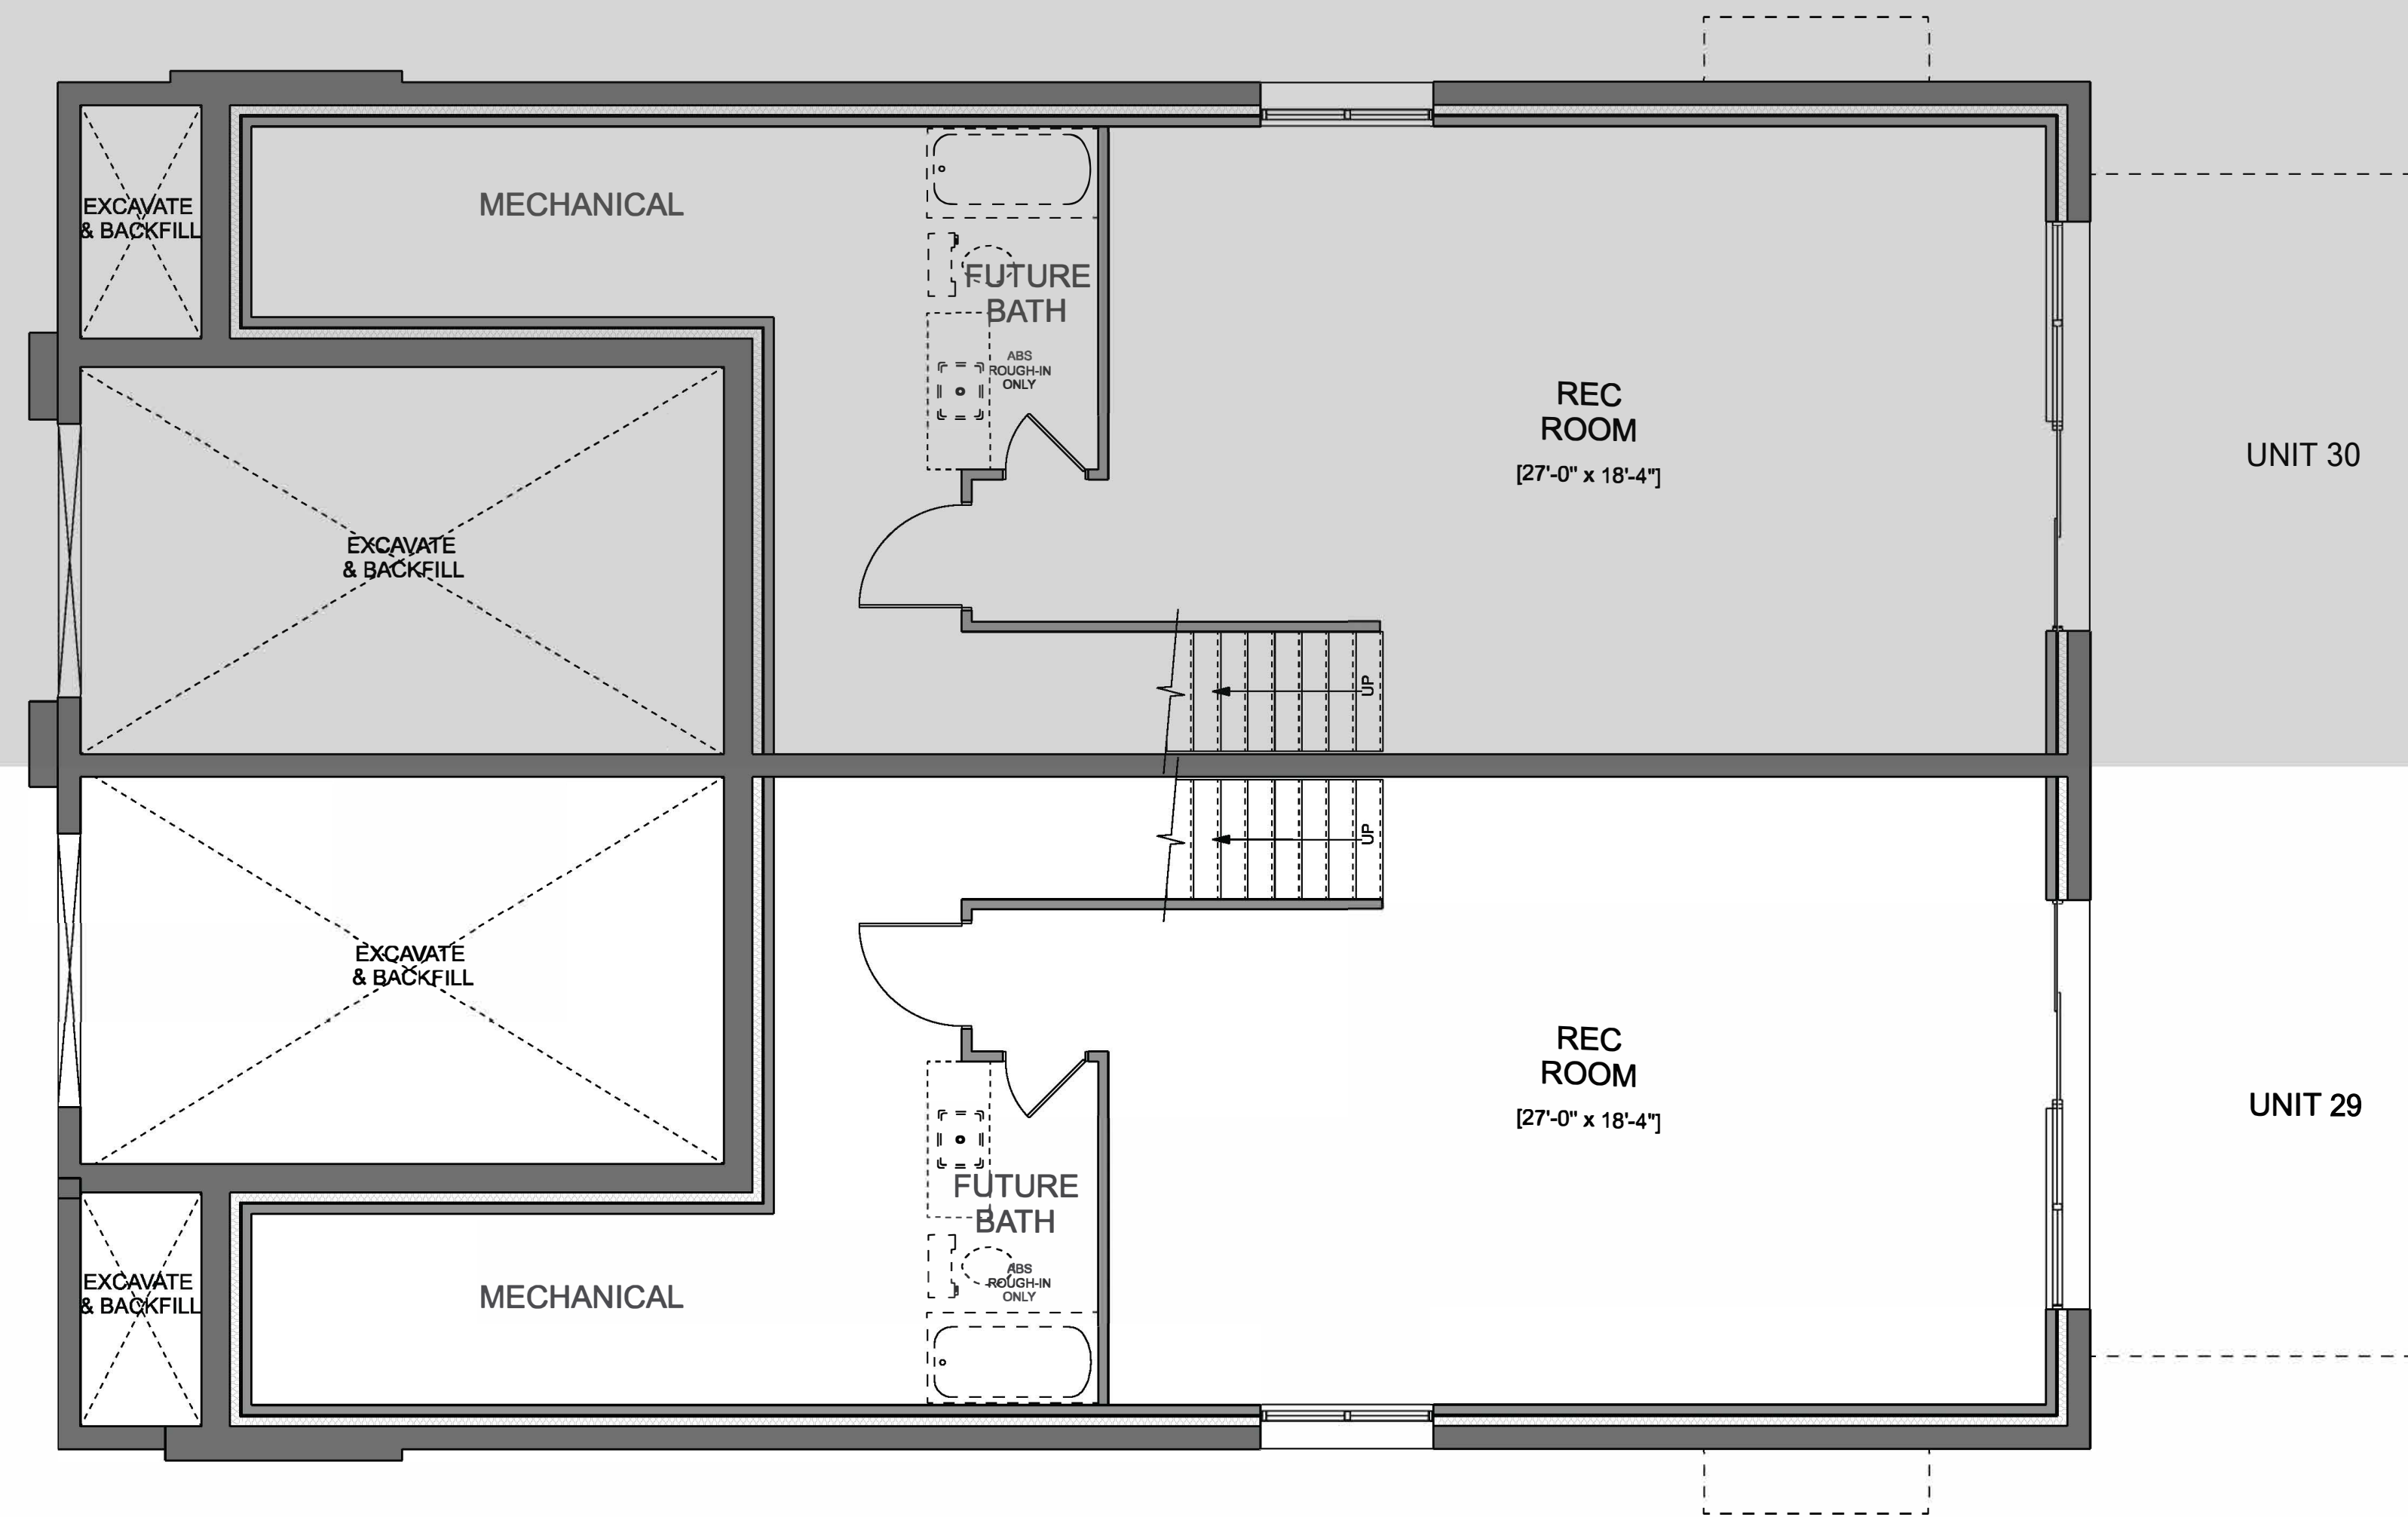 MECHANICAL
EXCAVATE
& BACKFILL
FUTURE
BATH
ABS
ROUGH-IN
ONLY
REC
ROOM
[27'-0" x 18'-4"]
UNIT 30
EXCAVATE
& BACKFILL
UP
UP
EXCAVATE
& BACKFILL
REC
ROOM
[27'-0" x 18'-4"]
UNIT 29
FUTURE
BATH
ABS
ROUGH-IN
ONLY
EXCAVATE
& BACKFILL
MECHANICAL